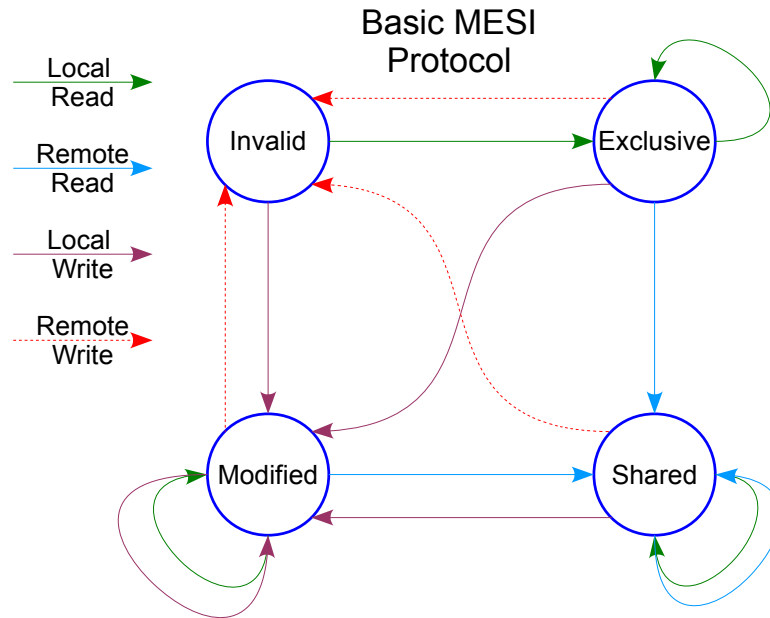 Basic MESI
Protocol
Local
Read
Remote
Read
Local
Write
Remote
Write
Invalid
Exclusive
Modified
Shared